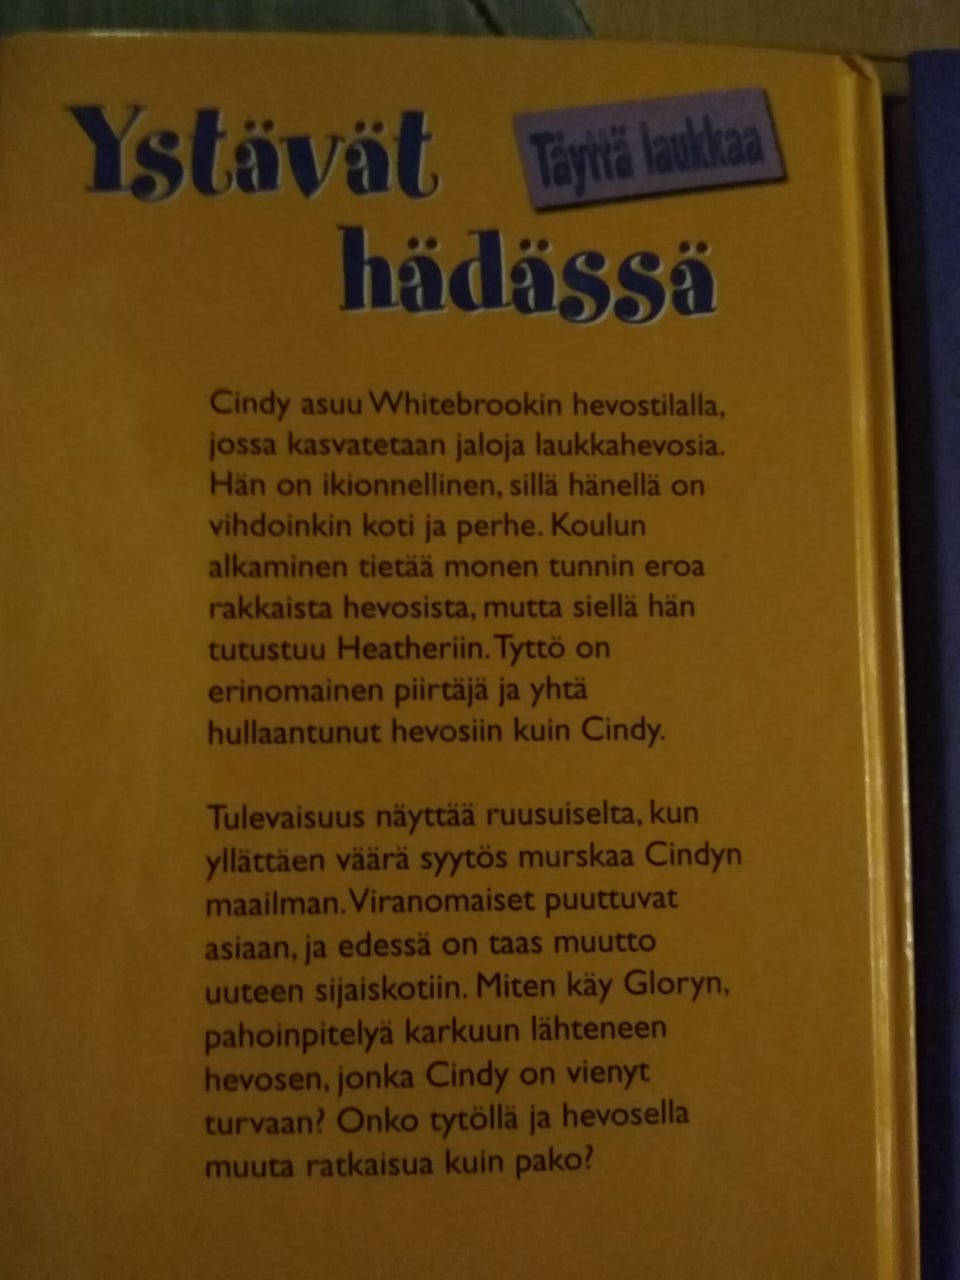 Ystävät
Täyttä laukkaa
hädässä
Cindy asuu Whitebrookin hevostilalla,
jossa kasvatetaan jaloja laukkahevosia.
Hän on ikionnellinen, sillä hänellä on
vihdoinkin koti ja perhe. Koulun
alkaminen tietää monen tunnin eroa
rakkaista hevosista, mutta siellä hän
tutustuu Heatheriin. Tyttö on
erinomainen piirtäjä ja yhtä
hullaantunut hevosiin kuin Cindy.
Tulevaisuus näyttää ruusuiselta, kun
yllättäen väärä syytös murskaa Cindyn
maailman. Viranomaiset puuttuvat
asiaan, ja edessä on taas muutto
uuteen sijaiskotiin. Miten käy Gloryn,
pahoinpitelyä karkuun lähteneen
hevosen, jonka Cindy on vienyt
turvaan? Onko tytöllä ja hevosella
muuta ratkaisua kuin pako?